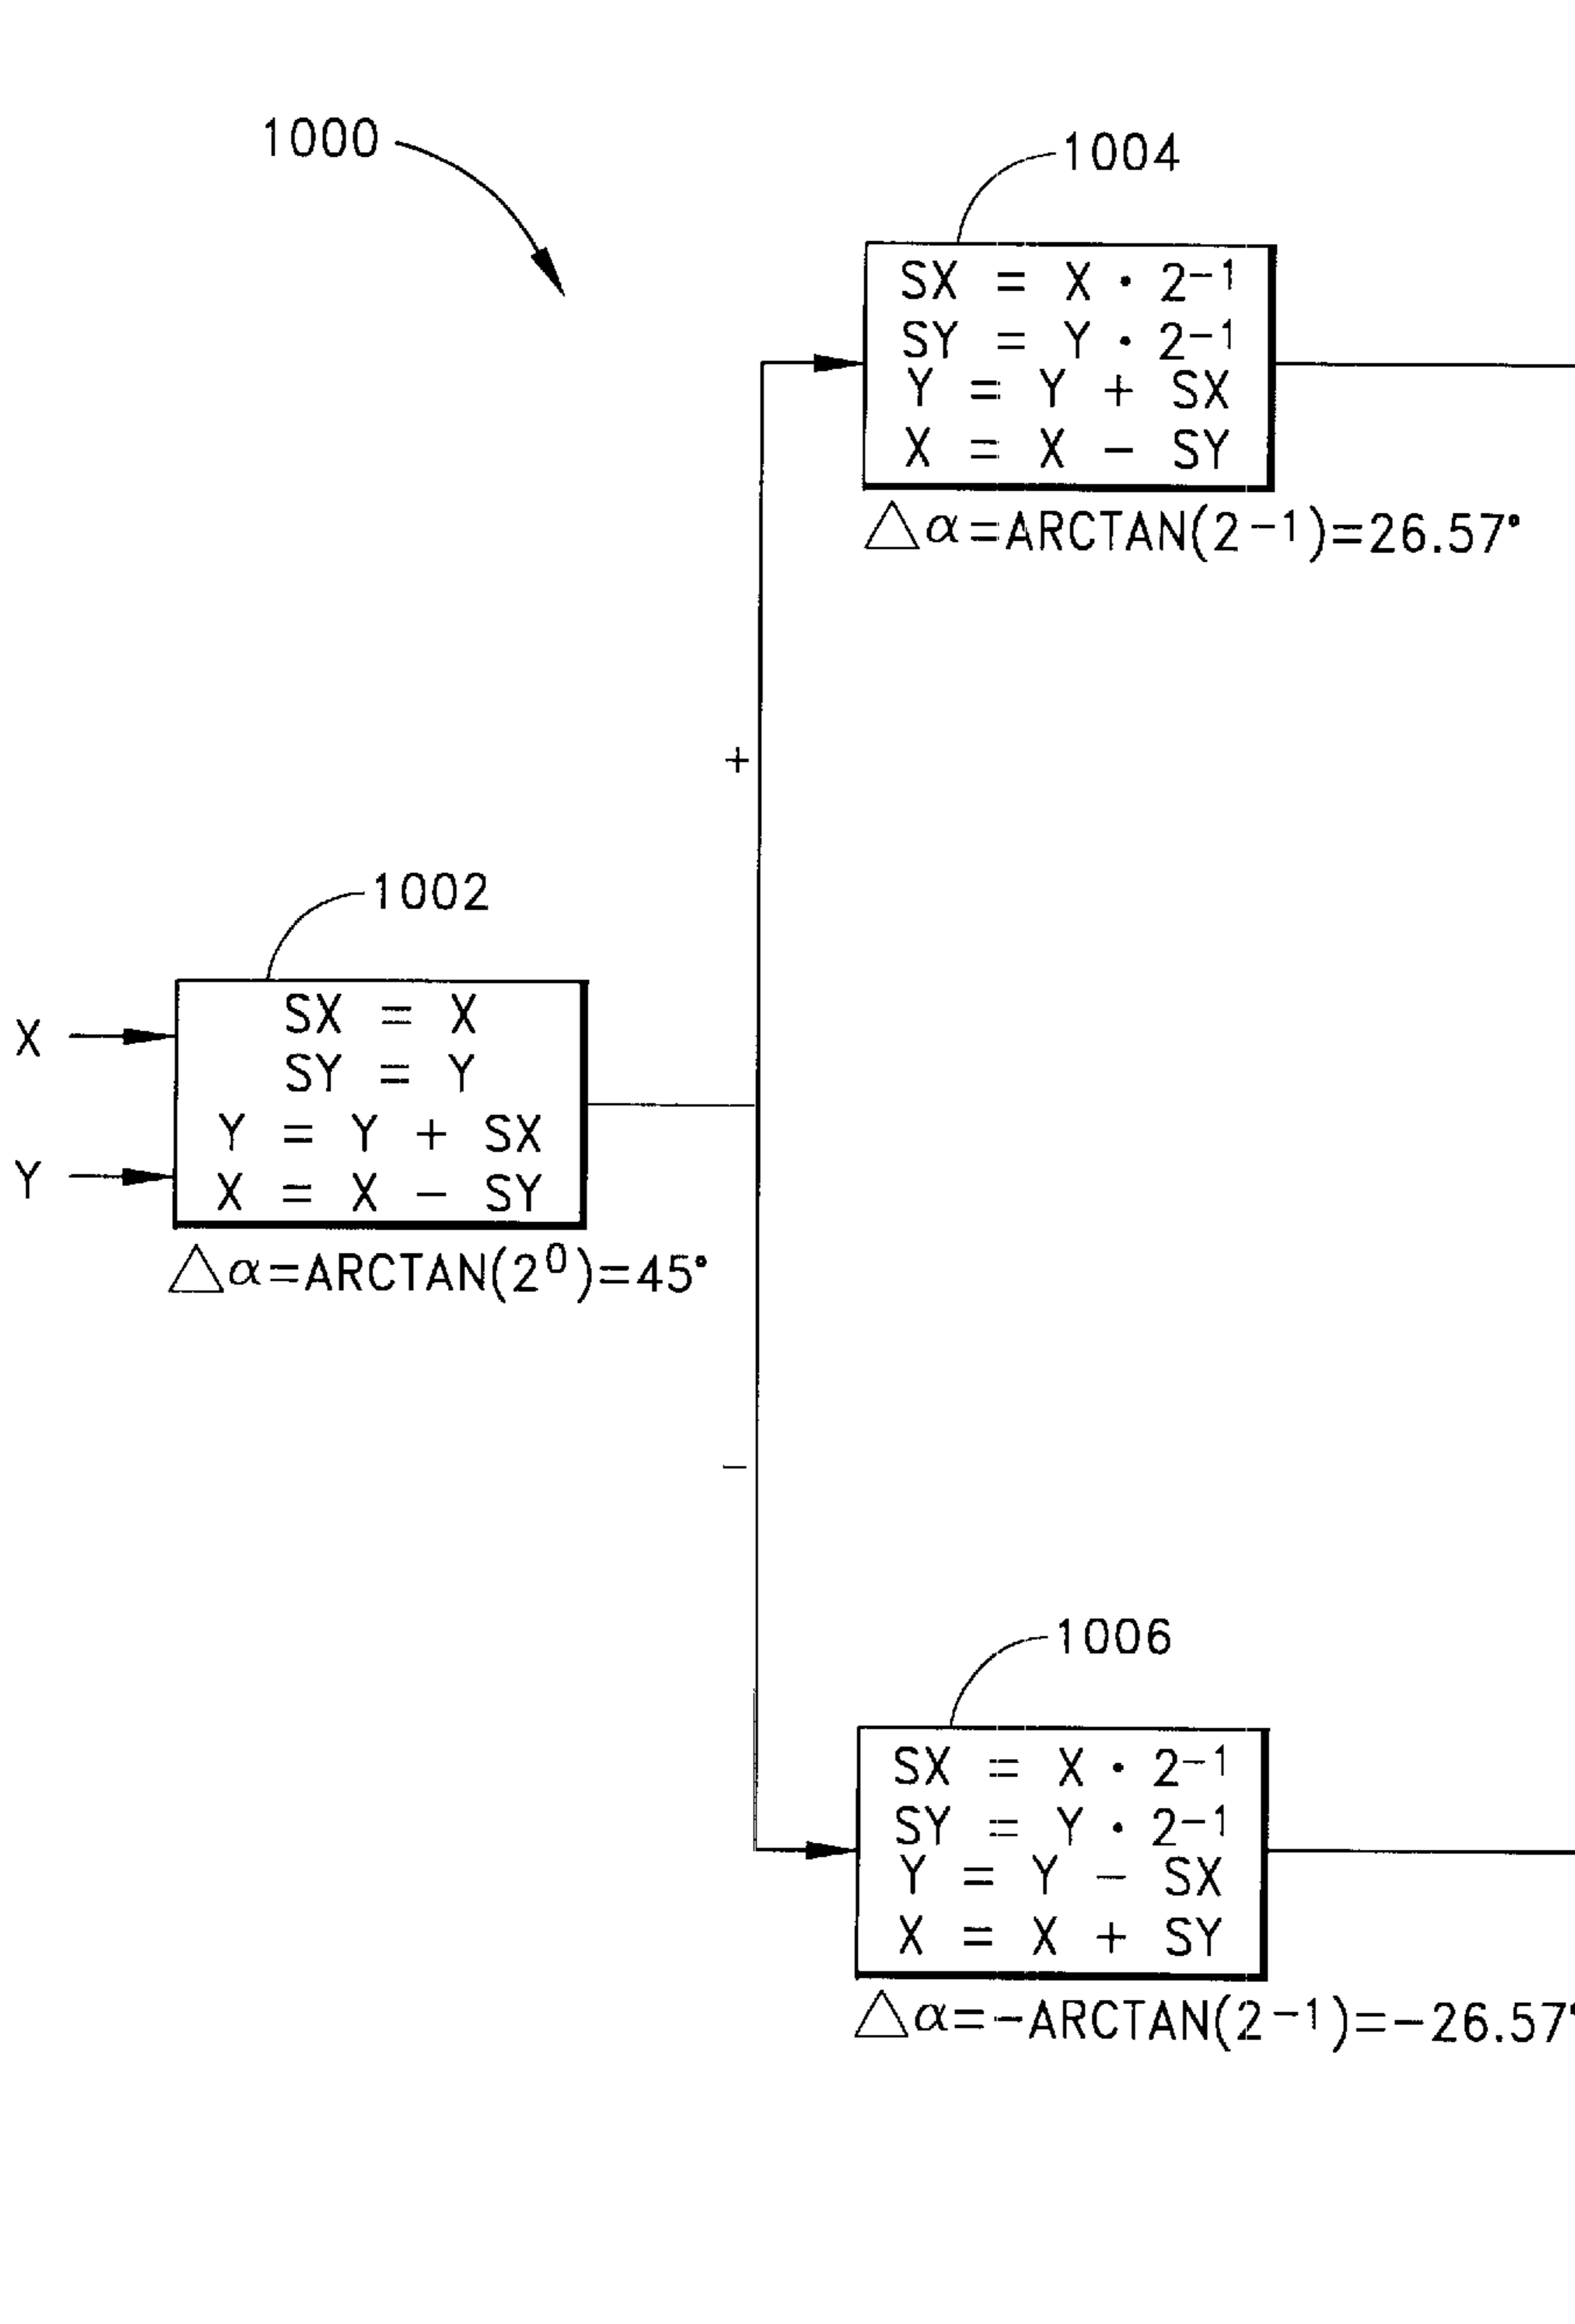 1000
1004
SX = X · 2⁻¹
SY = Y · 2⁻¹
Y = Y + SX
X = X − SY
△α=ARCTAN(2⁻¹)=26.57°
+
1002
X
Y
SX = X
SY = Y
Y = Y + SX
X = X − SY
△α=ARCTAN(2⁰)=45°
−
1006
SX = X · 2⁻¹
SY = Y · 2⁻¹
Y = Y − SX
X = X + SY
△α=−ARCTAN(2⁻¹)=−26.57°